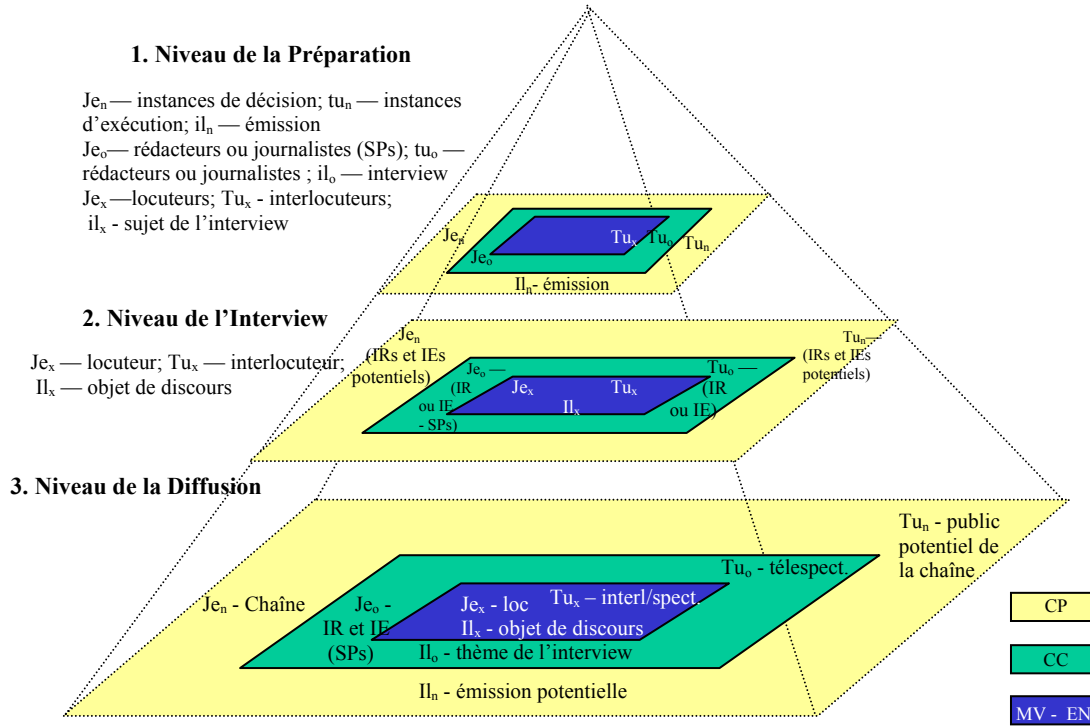 1. Niveau de la Préparation
Jeₙ — instances de décision; tuₙ — instances
d’exécution; ilₙ — émission
Jeₒ— rédacteurs ou journalistes (SPs); tuₒ —
rédacteurs ou journalistes ; ilₒ — interview
Jeₓ —locuteurs; Tuₓ - interlocuteurs;
ilₓ - sujet de l’interview
Jeₙ
Jeₒ
Tuₓ
Tuₒ
Tuₙ
Ilₙ- émission
2. Niveau de l’Interview
Jeₓ — locuteur; Tuₓ — interlocuteur;
Ilₓ — objet de discours
Jeₙ
(IRs et IEs
potentiels)
Jeₒ —
(IR
ou IE
- SPs)
Jeₓ
Tuₓ
Ilₓ
Tuₒ —
(IR
ou IE)
Tuₙ—
(IRs et IEs
potentiels)
3. Niveau de la Diffusion
Jeₙ - Chaîne
Jeₒ -
IR et IE
(SPs)
Jeₓ - loc
Tuₓ – interl/spect.
Ilₓ - objet de discours
Ilₒ - thème de l’interview
Ilₙ - émission potentielle
Tuₒ - télespect.
Tuₙ - public
potentiel de
la chaîne
CP
CC
MV - EN